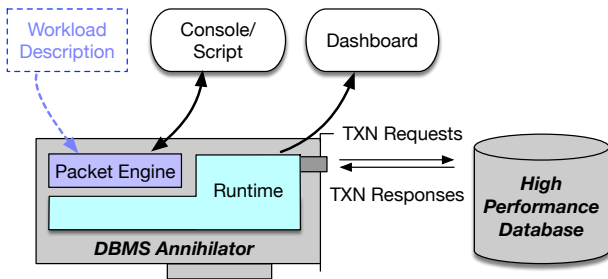 Workload
Description
Console/
Script
Dashboard
Packet Engine
Runtime
DBMS Annihilator
TXN Requests
TXN Responses
High
Performance
Database